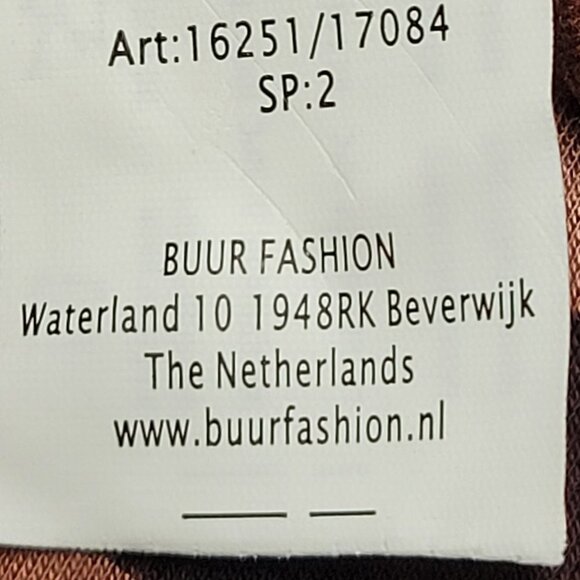 Art:16251/17084
SP:2
BUUR FASHION
Waterland 10 1948RK Beverwijk
The Netherlands
www.buurfashion.nl